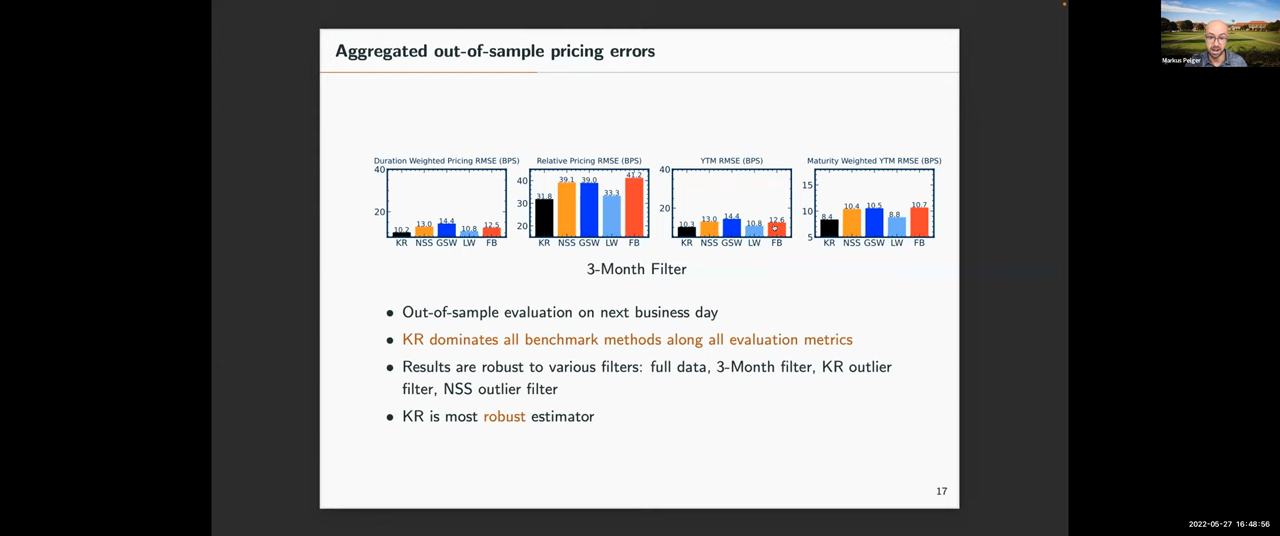 Aggregated out-of-sample pricing errors
Duration Weighted Pricing RMSE (BPS)
40
20
10.2 13.0 14.4 10.8 12.5
KR NSS GSW LW FB
Relative Pricing RMSE (BPS)
40
30
20
31.8 39.1 39.0 33.3 41.2
KR NSS GSW LW FB
YTM RMSE (BPS)
40
20
10.3 13.0 14.4 10.8 12.6
KR NSS GSW LW FB
Maturity Weighted YTM RMSE (BPS)
15
10
5
8.4 10.4 10.5 8.8 10.7
KR NSS GSW LW FB
3-Month Filter
• Out-of-sample evaluation on next business day
• KR dominates all benchmark methods along all evaluation metrics
• Results are robust to various filters: full data, 3-Month filter, KR outlier
filter, NSS outlier filter
• KR is most robust estimator
17
Markus Pelger
2022-05-27 16:48:56